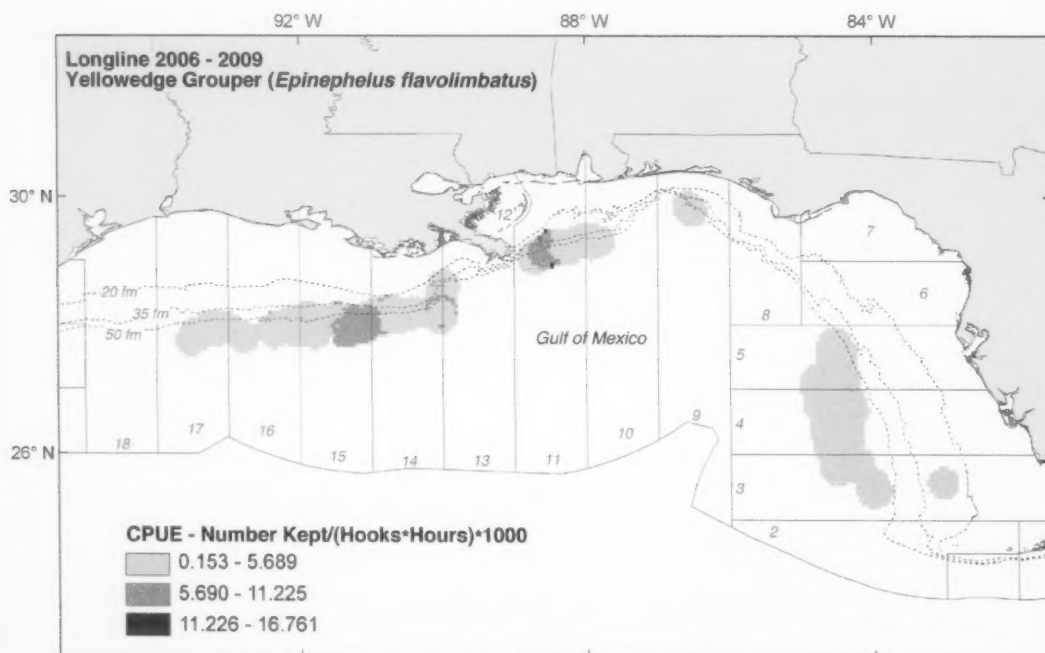 92° W
88° W
84° W
Longline 2006 - 2009
Yellowedge Grouper (Epinephelus flavolimbatus)
30° N
12
7
6
20 fm
35 fm
50 fm
8
Gulf of Mexico
5
4
9
10
26° N
18
17
16
15
14
13
11
3
2
CPUE - Number Kept/(Hooks*Hours)*1000
0.153 - 5.689
5.690 - 11.225
11.226 - 16.761